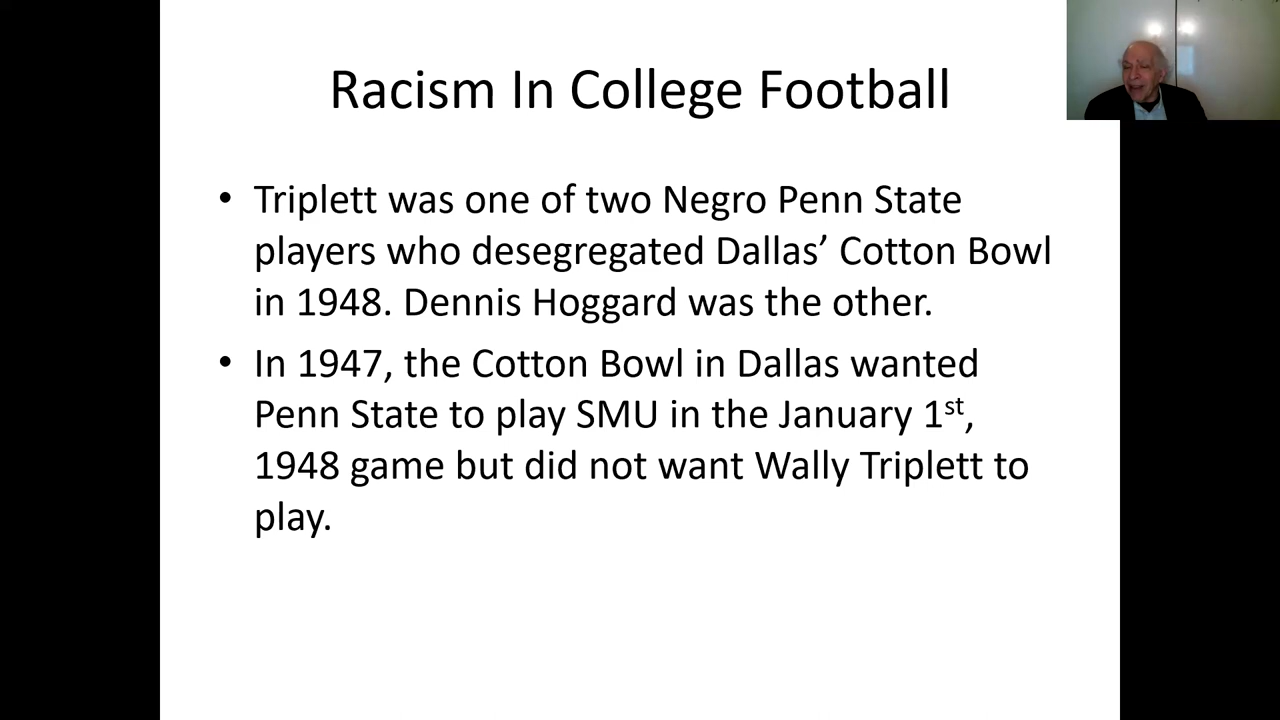 Racism In College Football
• Triplett was one of two Negro Penn State
players who desegregated Dallas’ Cotton Bowl
in 1948. Dennis Hoggard was the other.
• In 1947, the Cotton Bowl in Dallas wanted
Penn State to play SMU in the January 1st,
1948 game but did not want Wally Triplett to
play.